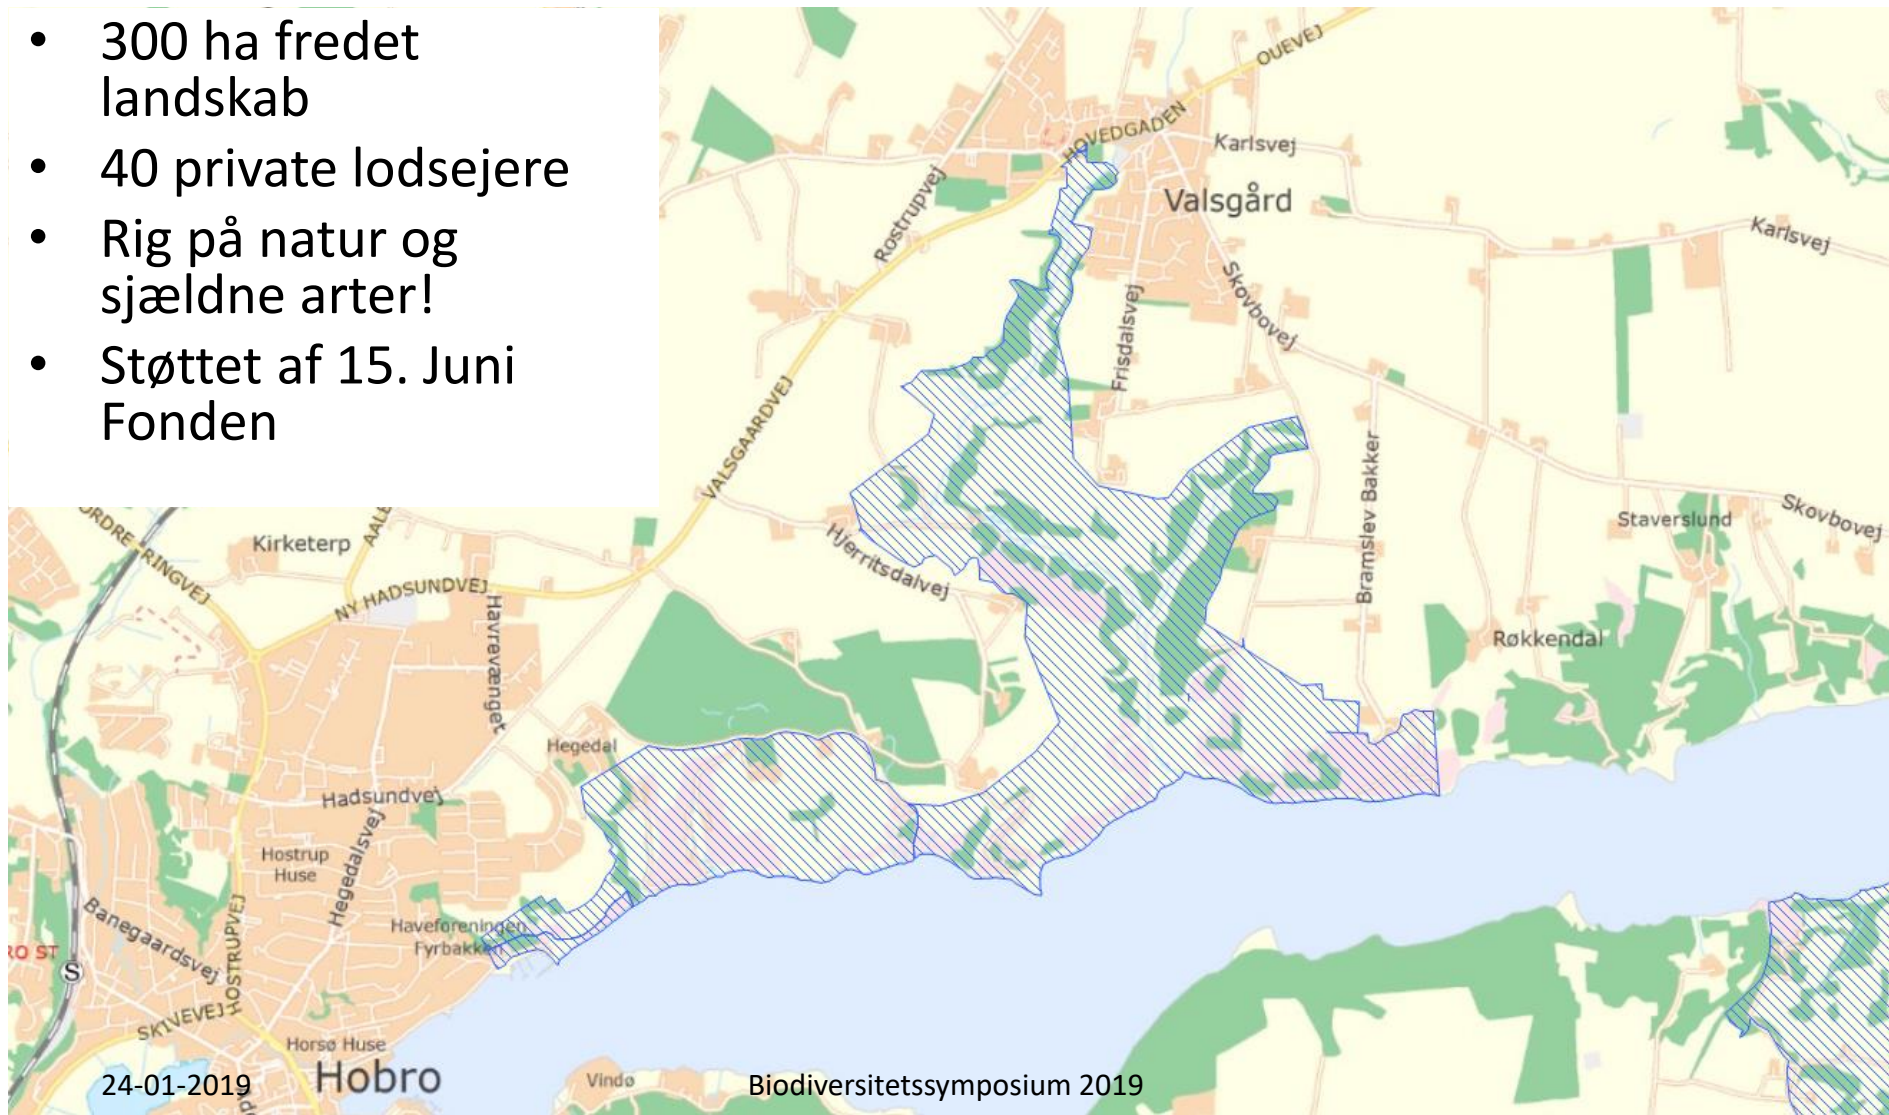 • 300 ha fredet
landskab
• 40 private lodsejere
• Rig på natur og
sjældne arter!
• Støttet af 15. Juni
Fonden
OUEVEJ
HOVEDGADEN
Karlsvej
Valsgård
Rostrupvej
Karlsvej
Skovbovej
Frisdalsvej
VALSGAARDVEJ
Bramslev Bakker
Skovbovej
Staverslund
Hjerritsdalvej
Kirketerp
RINGVEJ
NY HADSUNDVEJ
Havrevænget
Røkkendal
Hegedal
Hadsundvej
Hegedalsvej
Hostrup
Huse
Haveforeningen
Fyrbakken
Banegaardsvej
HOSTRUPVEJ
RO ST
S
SKIVEVEJ
Horsø Huse
Hobro
Vindø
24-01-2019
Biodiversitetssymposium 2019